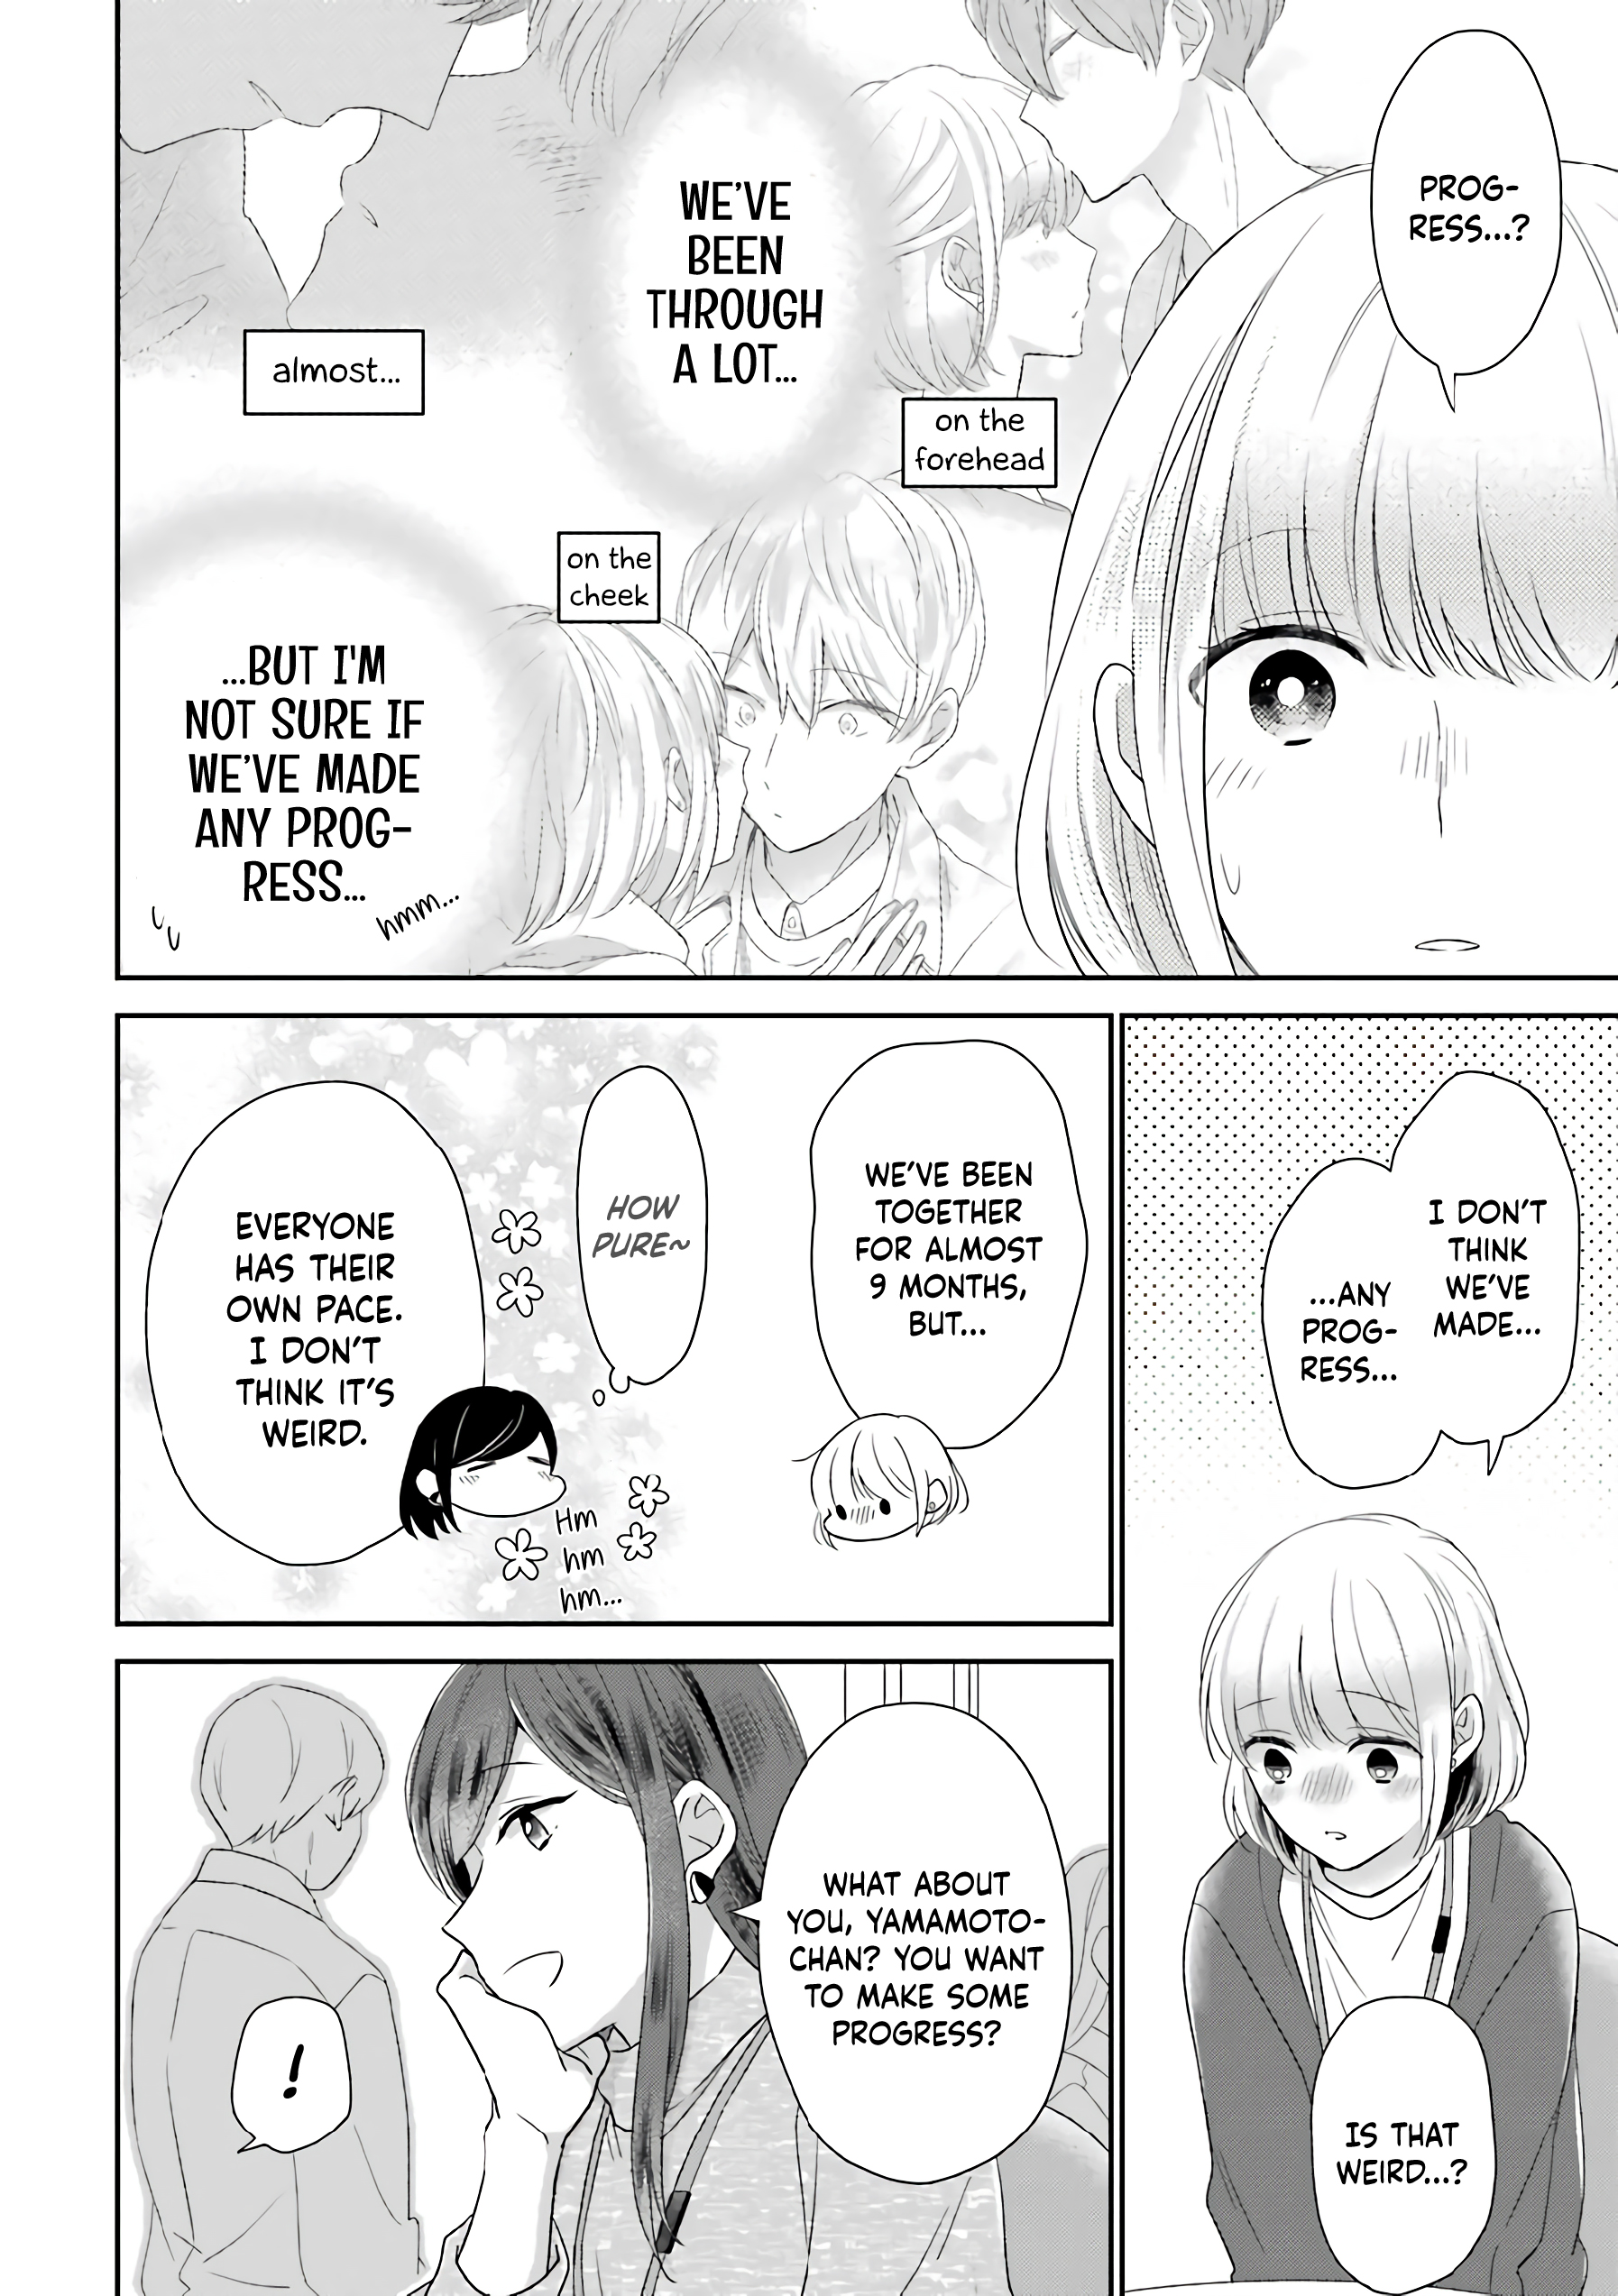 PROG-
RESS...?
on the
forehead
WE'VE
BEEN
THROUGH
A LOT...
almost...
on the
cheek
...BUT I'M
NOT SURE IF
WE'VE MADE
ANY PROG-
RESS...
hmm...
I DON'T
THINK
WE'VE
MADE...
...ANY
PROG-
RESS...
IS THAT
WEIRD...?
WE'VE BEEN
TOGETHER
FOR ALMOST
9 MONTHS,
BUT...
HOW
PURE~
EVERYONE
HAS THEIR
OWN PACE.
I DON'T
THINK IT'S
WEIRD.
Hm
hm
hm...
WHAT ABOUT
YOU, YAMAMOTO-
CHAN? YOU WANT
TO MAKE SOME
PROGRESS?
!